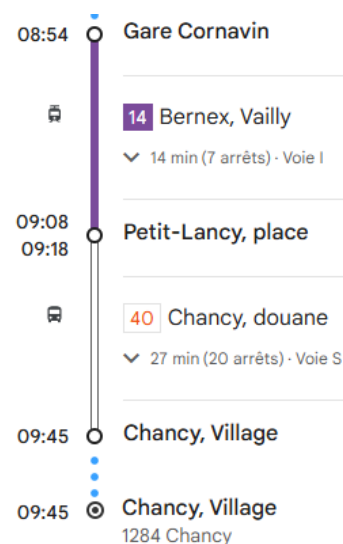 08:54 Gare Cornavin
14 Bernex, Vailly
14 min (7 arrêts) · Voie I
09:08
Petit-Lancy, place
09:18
40 Chancy, douane
27 min (20 arrêts) · Voie S
09:45 Chancy, Village
09:45 Chancy, Village
1284 Chancy